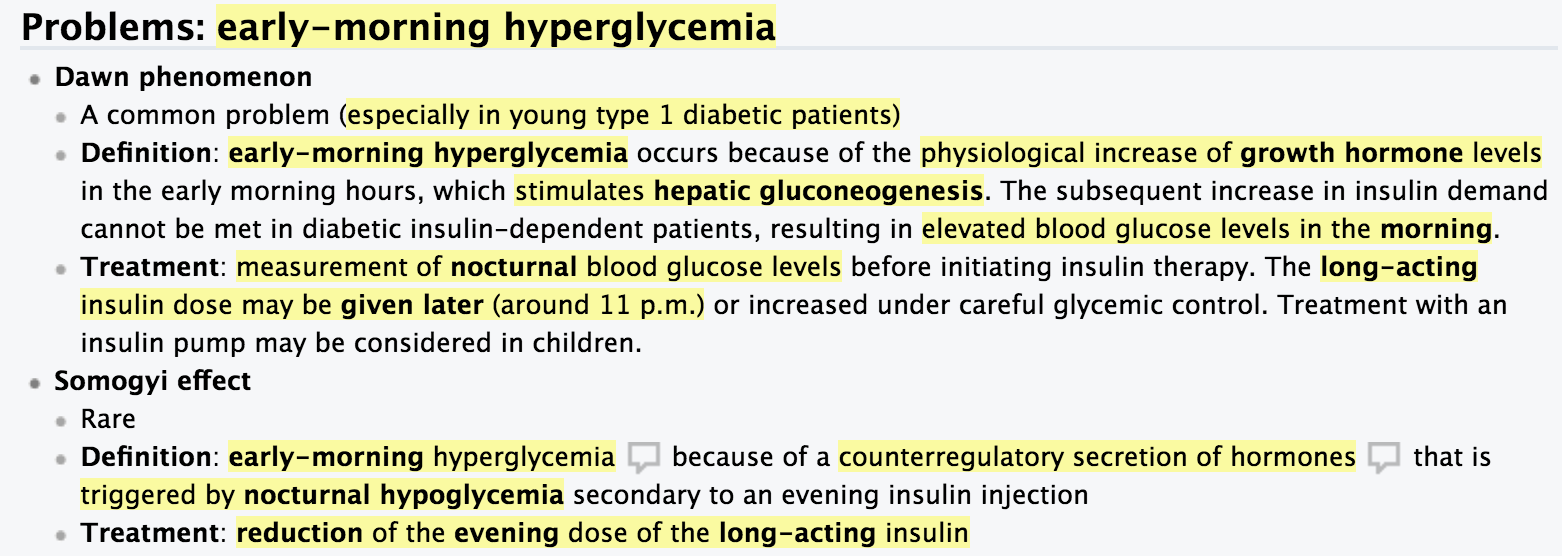 Problems: early-morning hyperglycemia
Dawn phenomenon
A common problem (especially in young type 1 diabetic patients)
Definition: early-morning hyperglycemia occurs because of the physiological increase of growth hormone levels
in the early morning hours, which stimulates hepatic gluconeogenesis. The subsequent increase in insulin demand
cannot be met in diabetic insulin-dependent patients, resulting in elevated blood glucose levels in the morning.
Treatment: measurement of nocturnal blood glucose levels before initiating insulin therapy. The long-acting
insulin dose may be given later (around 11 p.m.) or increased under careful glycemic control. Treatment with an
insulin pump may be considered in children.
Somogyi effect
Rare
Definition: early-morning hyperglycemia because of a counterregulatory secretion of hormones that is
triggered by nocturnal hypoglycemia secondary to an evening insulin injection
Treatment: reduction of the evening dose of the long-acting insulin